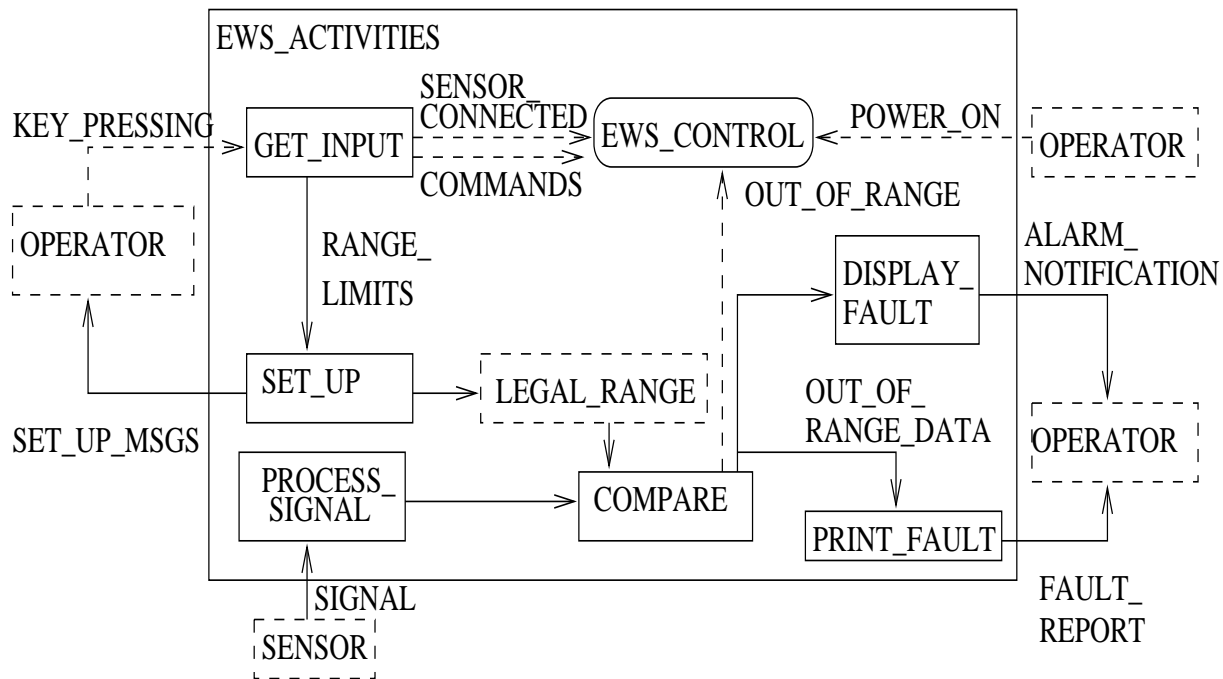 EWS_ACTIVITIES
SENSOR_
CONNECTED
KEY_PRESSING
GET_INPUT
EWS_CONTROL
POWER_ON
OPERATOR
COMMANDS
OUT_OF_RANGE
OPERATOR
RANGE_
LIMITS
DISPLAY_
FAULT
ALARM_
NOTIFICATION
SET_UP
LEGAL_RANGE
OUT_OF_
RANGE_DATA
SET_UP_MSGS
OPERATOR
PROCESS_
SIGNAL
COMPARE
PRINT_FAULT
SIGNAL
FAULT_
REPORT
SENSOR